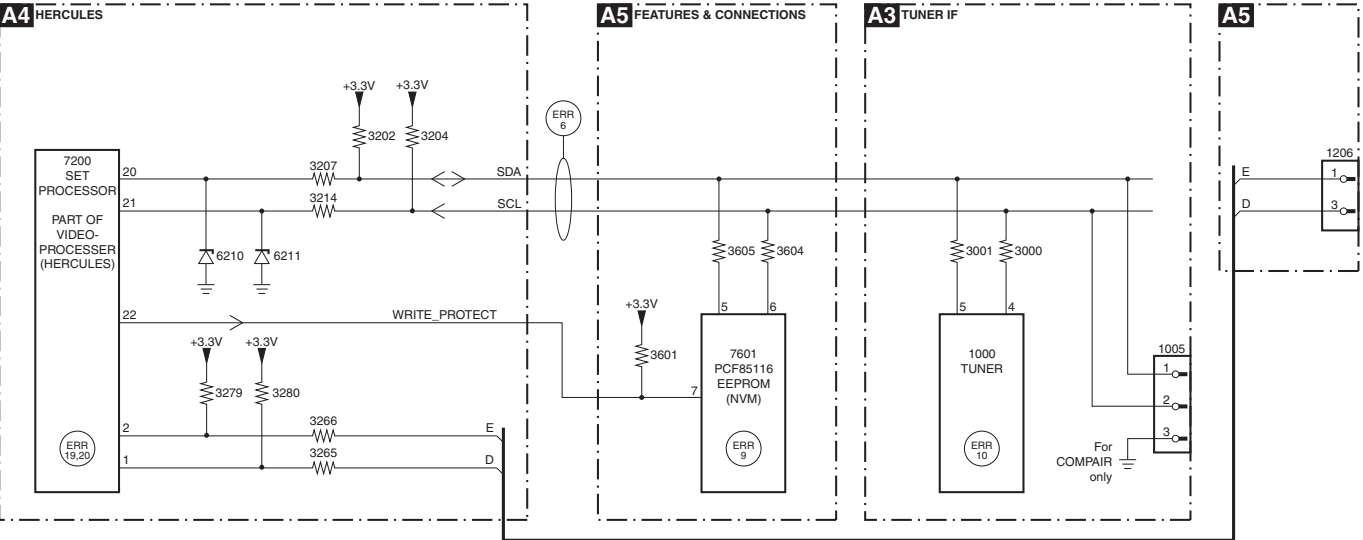 A4 HERCULES
A5 FEATURES & CONNECTIONS
A3 TUNER IF
A5
+3.3V
+3.3V
3202
3204
ERR
6
7200
SET
PROCESSOR
PART OF
VIDEO-
PROCESSER
(HERCULES)
20
3207
SDA
21
3214
SCL
6210
6211
22
WRITE_PROTECT
+3.3V
+3.3V
3279
3280
2
3266
E
1
3265
D
ERR
19,20
3605
3604
+3.3V
3601
5
6
7
7601
PCF85116
EEPROM
(NVM)
ERR
9
3001
3000
5
4
1000
TUNER
ERR
10
1005
1
2
3
For
COMPAIR
only
1206
E
1
D
3